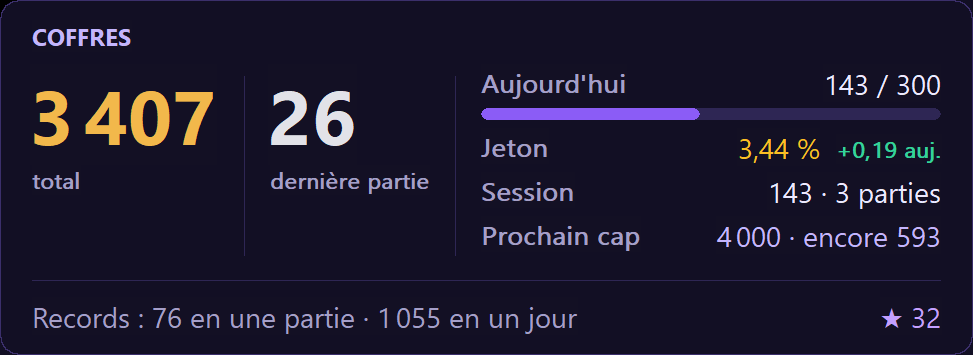 COFFRES
3 407
total
26
dernière partie
Aujourd'hui 143 / 300
Jeton 3,44 % +0,19 auj.
Session 143 · 3 parties
Prochain cap 4 000 · encore 593
Records : 76 en une partie · 1 055 en un jour ★ 32